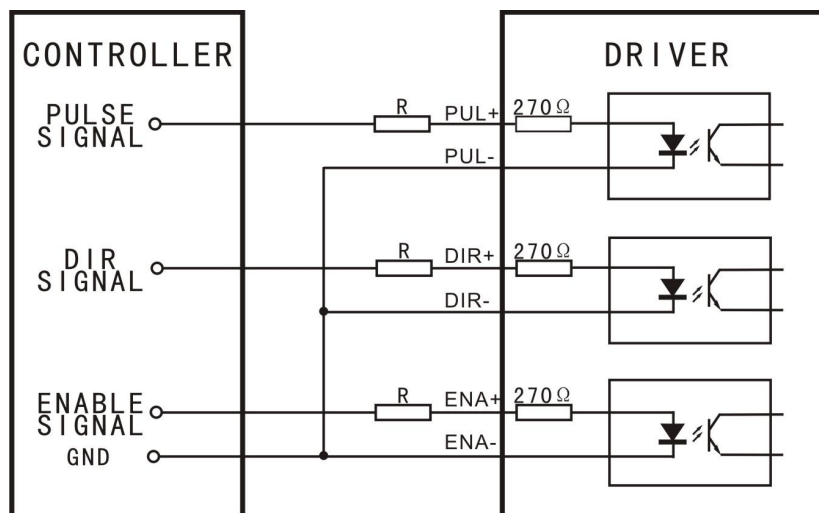 CONTROLLER
DRIVER
PULSE
SIGNAL
R
PUL+
270Ω
PUL-
DIR
SIGNAL
R
DIR+
270Ω
DIR-
ENABLE
SIGNAL
R
ENA+
270Ω
GND
ENA-